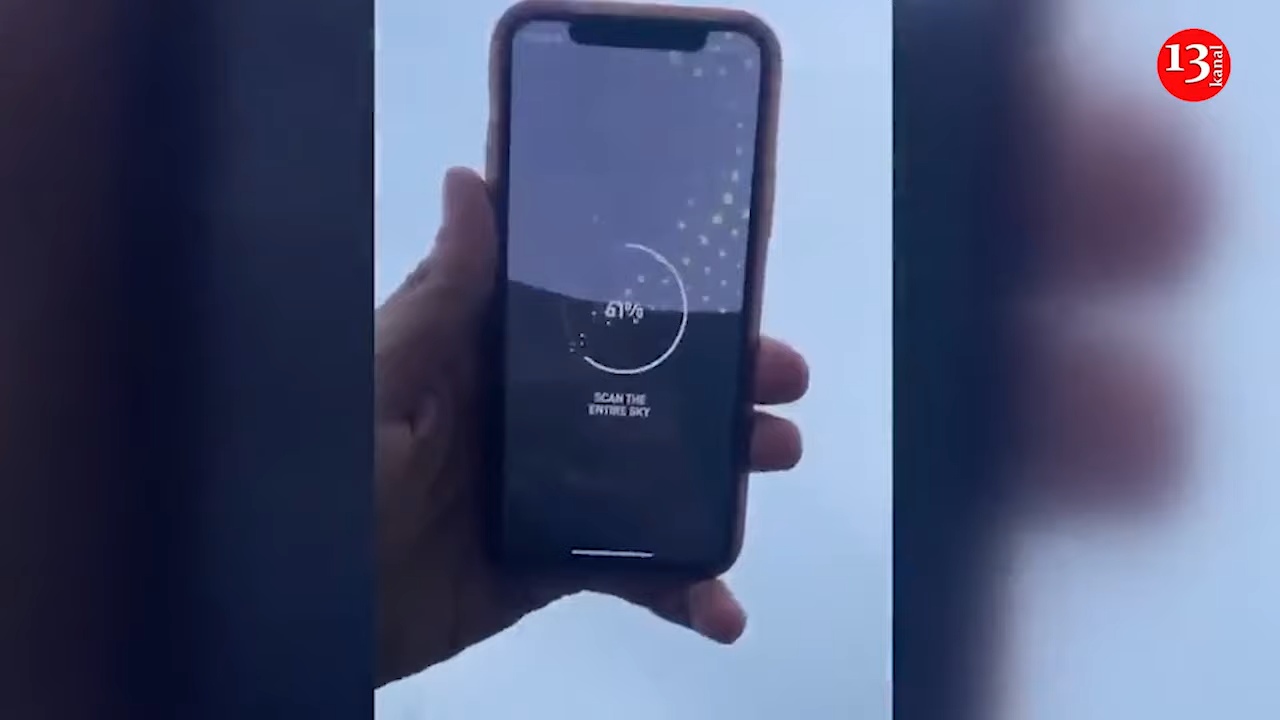 13
kanal
61%
SCAN THE
ENTIRE SKY